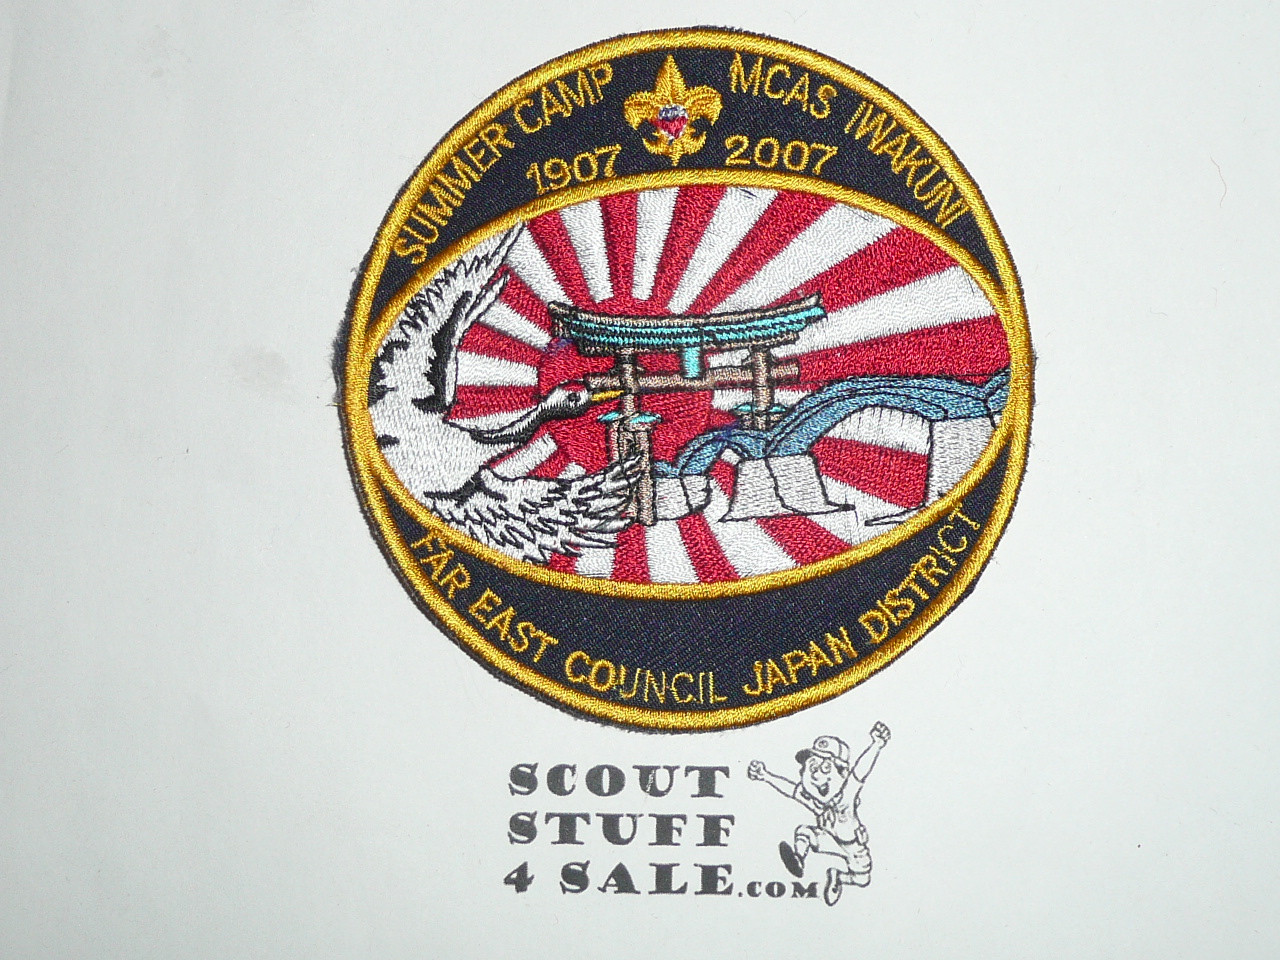 SUMMER CAMP MCAS IWAKUNI
1907 2007
FAR EAST COUNCIL JAPAN DISTRICT
SCOUT
STUFF
4 SALE.COM